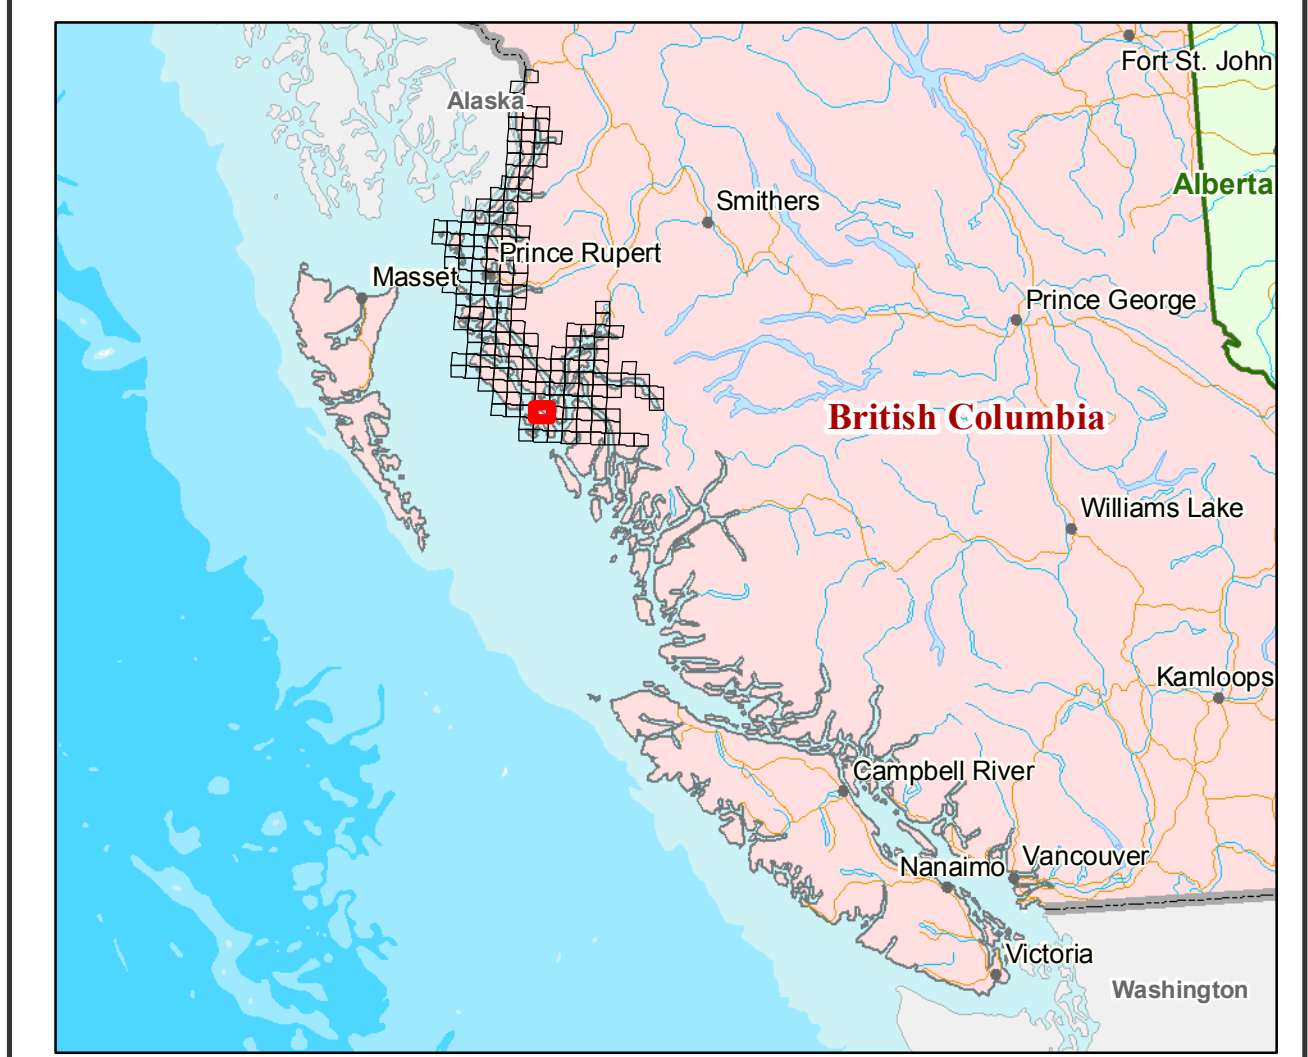 Fort St. John
Alaska
Alberta
Smithers
Prince Rupert
Masset
Prince George
British Columbia
Williams Lake
Kamloops
Campbell River
Vancouver
Nanaimo
Victoria
Washington